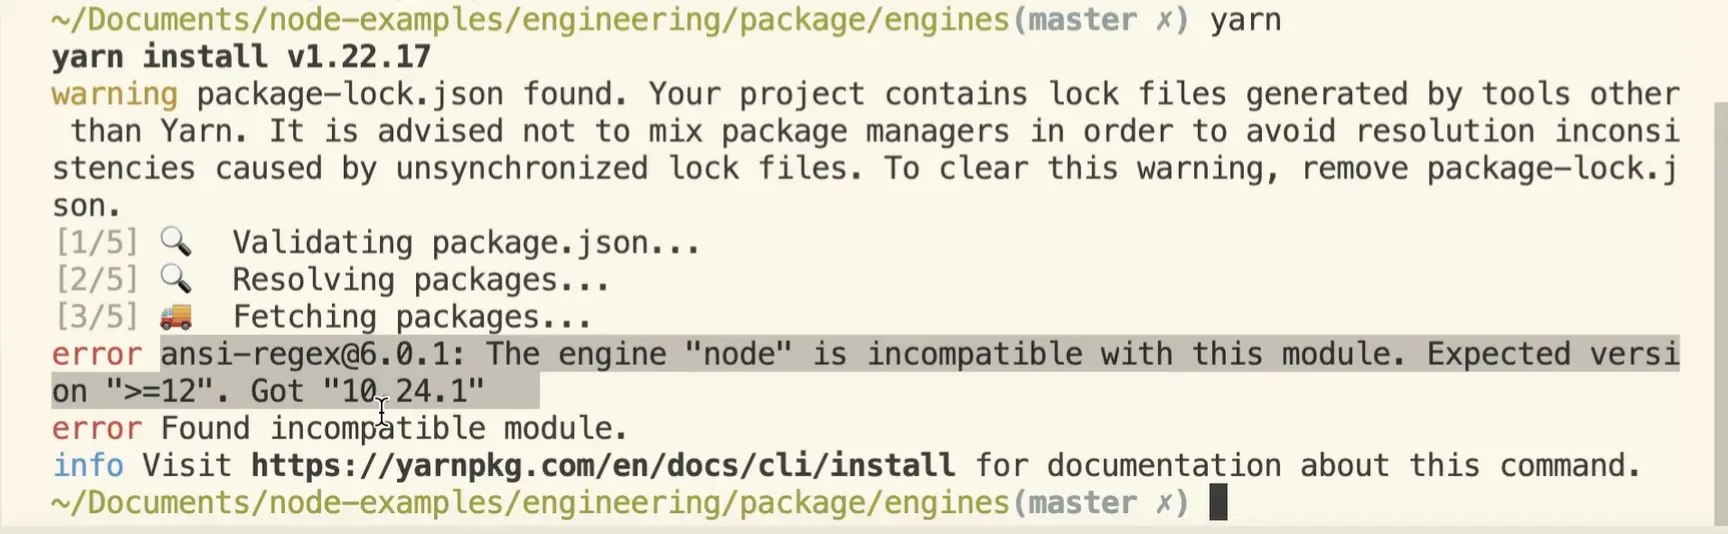 ~/Documents/node-examples/engineering/package/engines(master ✗) yarn
yarn install v1.22.17
warning package-lock.json found. Your project contains lock files generated by tools other
 than Yarn. It is advised not to mix package managers in order to avoid resolution inconsi
stencies caused by unsynchronized lock files. To clear this warning, remove package-lock.j
son.
[1/5] 🔍  Validating package.json...
[2/5] 🔍  Resolving packages...
[3/5] 🚚  Fetching packages...
error ansi-regex@6.0.1: The engine "node" is incompatible with this module. Expected versi
on ">=12". Got "10.24.1"
error Found incompatible module.
info Visit https://yarnpkg.com/en/docs/cli/install for documentation about this command.
~/Documents/node-examples/engineering/package/engines(master ✗)